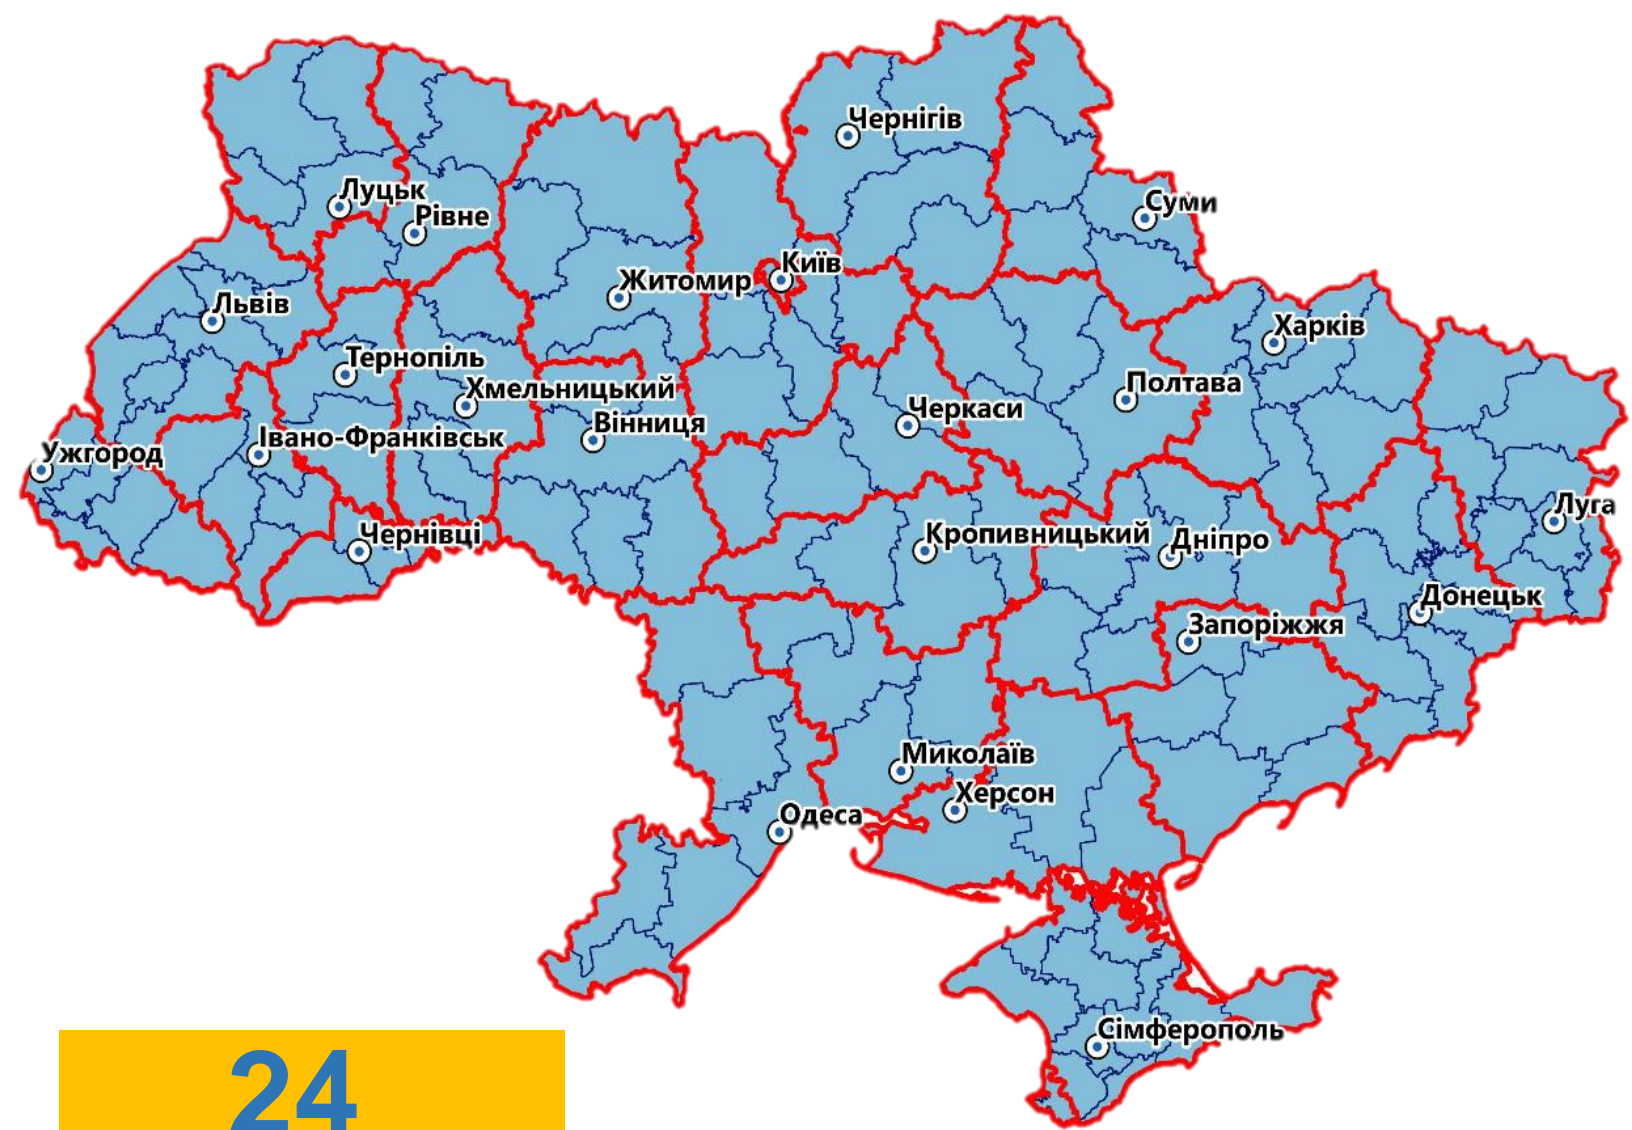 Чернігів
Луцьк
Рівне
Суми
Київ
Житомир
Львів
Харків
Тернопіль
Хмельницький
Полтава
Черкаси
Вінниця
Івано-Франківськ
Ужгород
Луга
Чернівці
Кропивницький
Дніпро
Донецьк
Запоріжжя
Миколаїв
Херсон
Одеса
Сімферополь
24